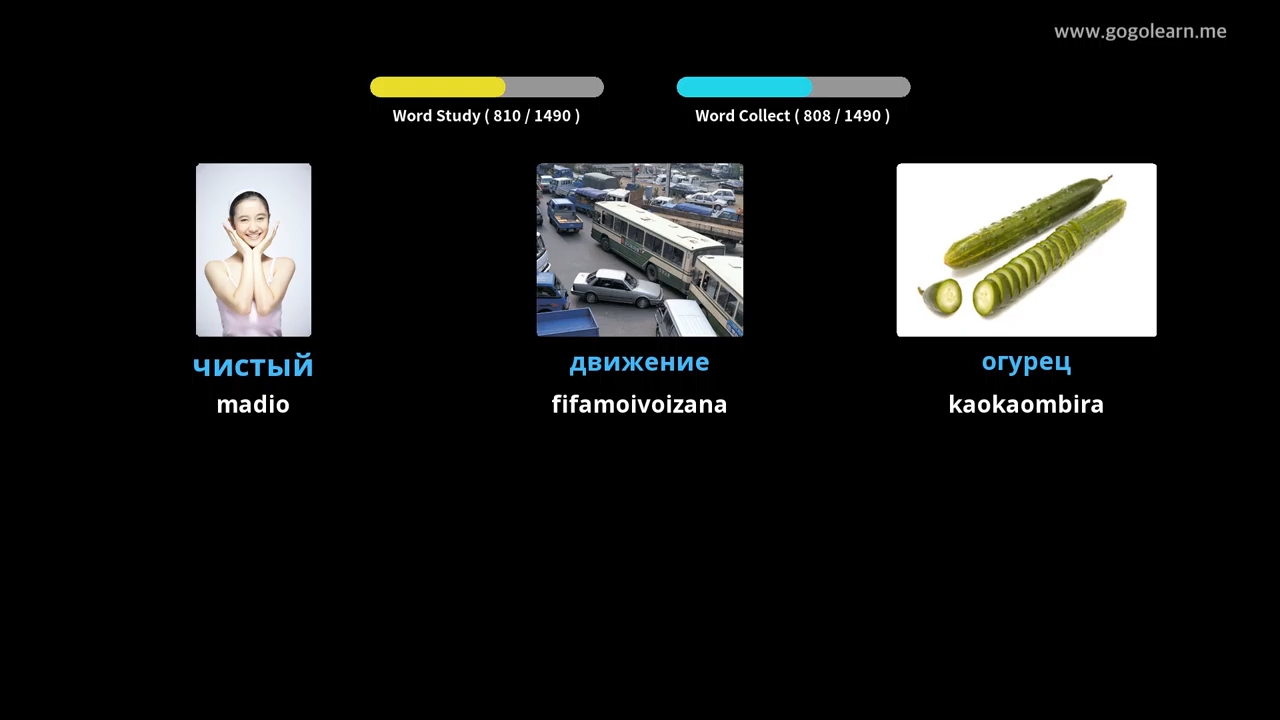 www.gogolearn.me
Word Study ( 810 / 1490 )
Word Collect ( 808 / 1490 )
чистый
движение
огурец
madio
fifamoivoizana
kaokaombira